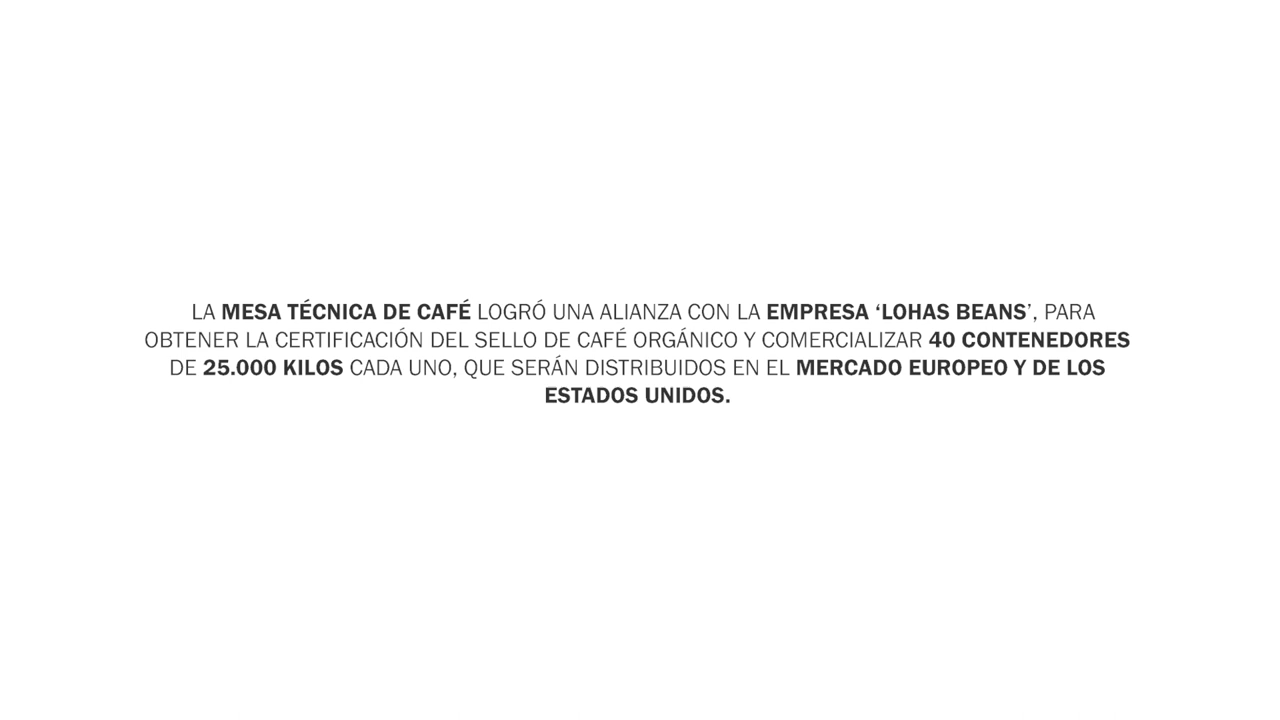 LA MESA TÉCNICA DE CAFÉ LOGRÓ UNA ALIANZA CON LA EMPRESA ‘LOHAS BEANS’, PARA
OBTENER LA CERTIFICACIÓN DEL SELLO DE CAFÉ ORGÁNICO Y COMERCIALIZAR 40 CONTENEDORES
DE 25.000 KILOS CADA UNO, QUE SERÁN DISTRIBUIDOS EN EL MERCADO EUROPEO Y DE LOS
ESTADOS UNIDOS.